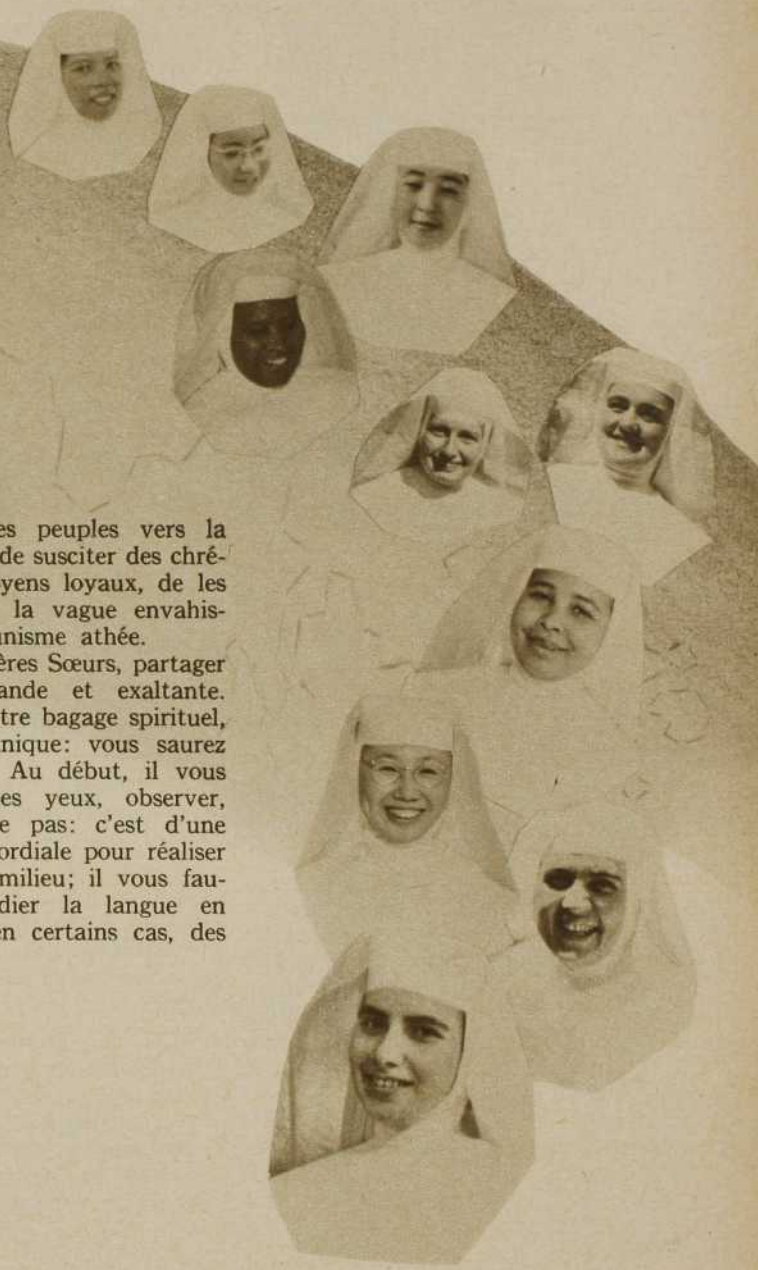 es peuples vers la
de susciter des chré-
yens loyaux, de les
la vague envahis-
nisme athée.
ères Sœurs, partager
ande et exaltante.
tre bagage spirituel,
nique: vous saurez
Au début, il vous
es yeux, observer,
e pas: c'est d'une
ordiale pour réaliser
milieu; il vous fau-
dier la langue en
en certains cas, des